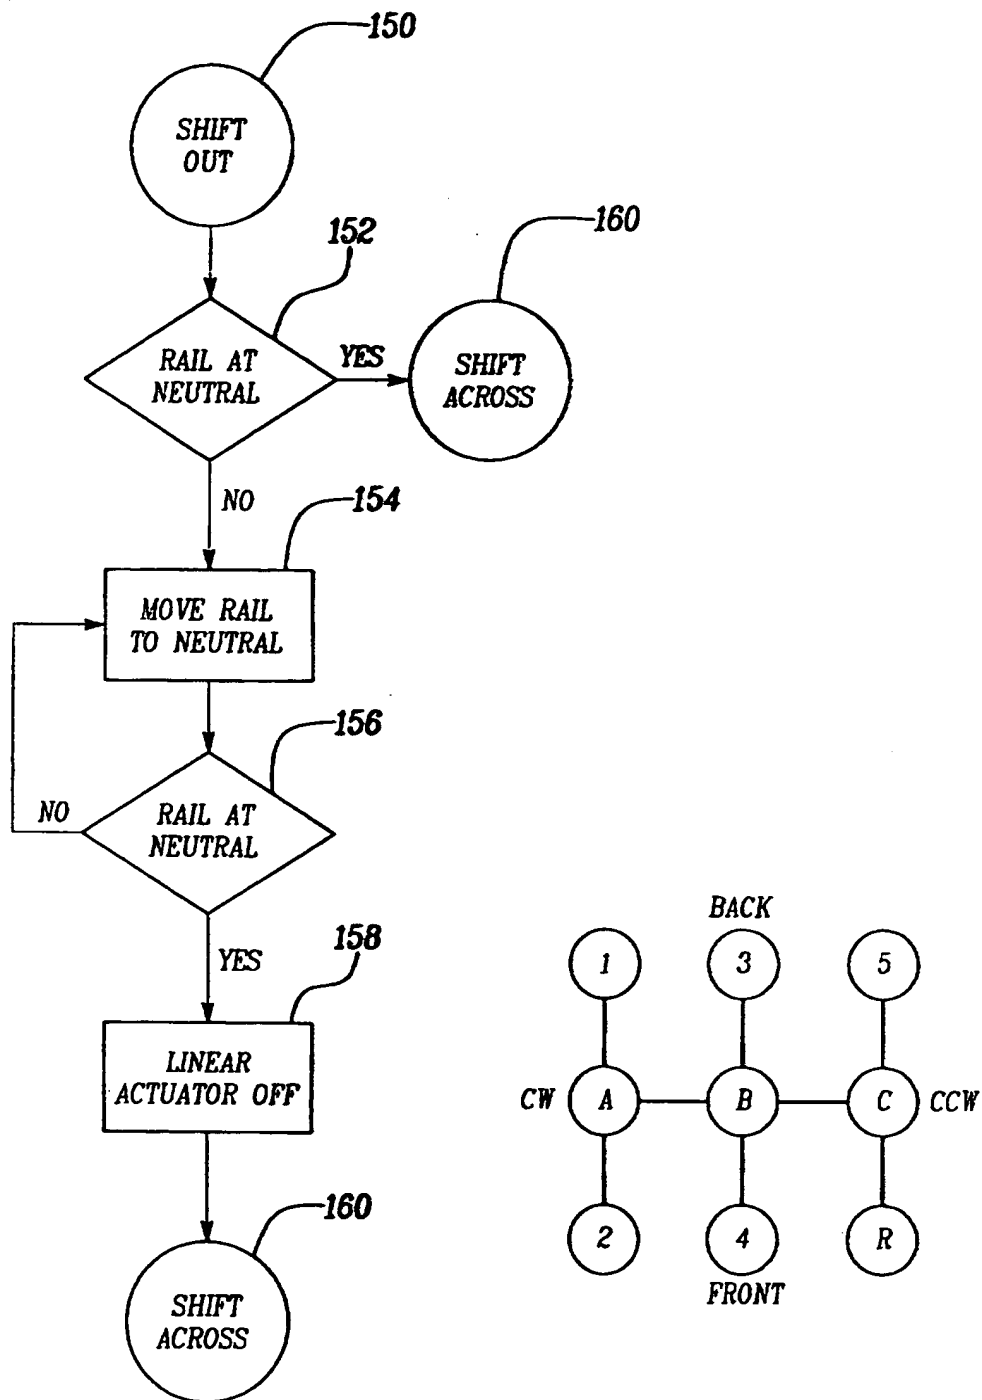 150
SHIFT
OUT
152
160
RAIL AT
NEUTRAL
YES
SHIFT
ACROSS
NO
154
MOVE RAIL
TO NEUTRAL
156
NO
RAIL AT
NEUTRAL
YES
158
LINEAR
ACTUATOR OFF
160
SHIFT
ACROSS
BACK
1 3 5
CW A B C CCW
2 4 R
FRONT